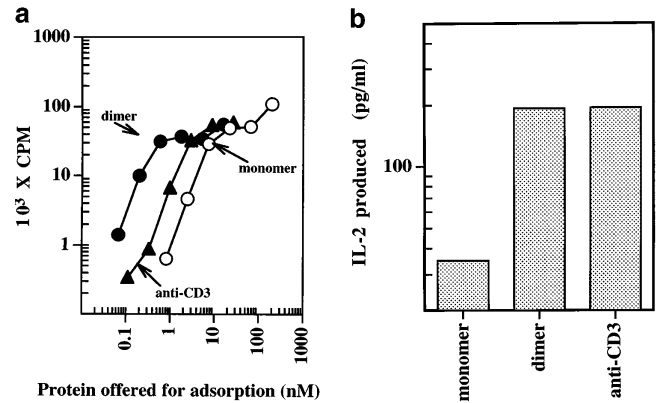 a
1000
100
10
1
10³ X CPM
dimer
monomer
anti-CD3
0.1
1
10
100
1000
Protein offered for adsorption (nM)
b
100
IL-2 produced (pg/ml)
monomer
dimer
anti-CD3